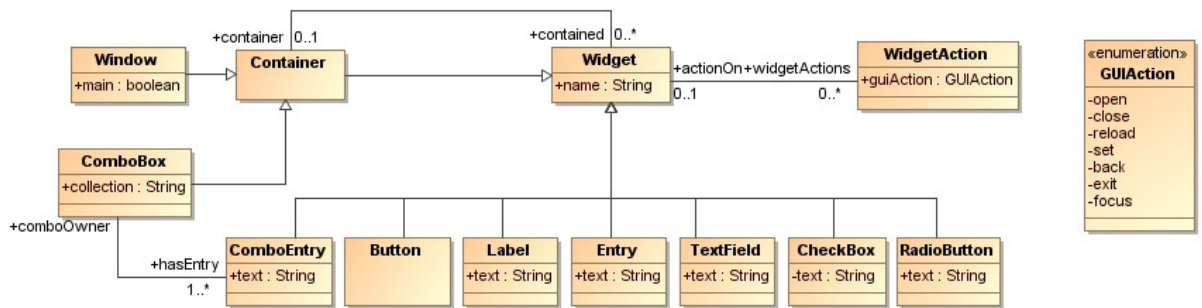 +container
0..1
+contained
0..*
Window
+main : boolean
Container
Widget
+name : String
+actionOn
+widgetActions
0..1
0..*
WidgetAction
+guiAction : GUIAction
«enumeration»
GUIAction
-open
-close
-reload
-set
-back
-exit
-focus
ComboBox
+collection : String
+comboOwner
+hasEntry
1..*
ComboEntry
+text : String
Button
Label
+text : String
Entry
+text : String
TextField
+text : String
CheckBox
-text : String
RadioButton
+text : String